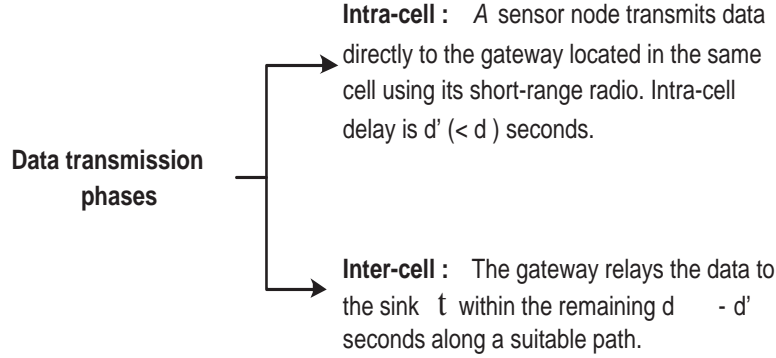 Intra-cell : A sensor node transmits data
directly to the gateway located in the same
cell using its short-range radio. Intra-cell
delay is d' (< d ) seconds.
Data transmission
phases
Inter-cell : The gateway relays the data to
the sink t within the remaining d - d'
seconds along a suitable path.